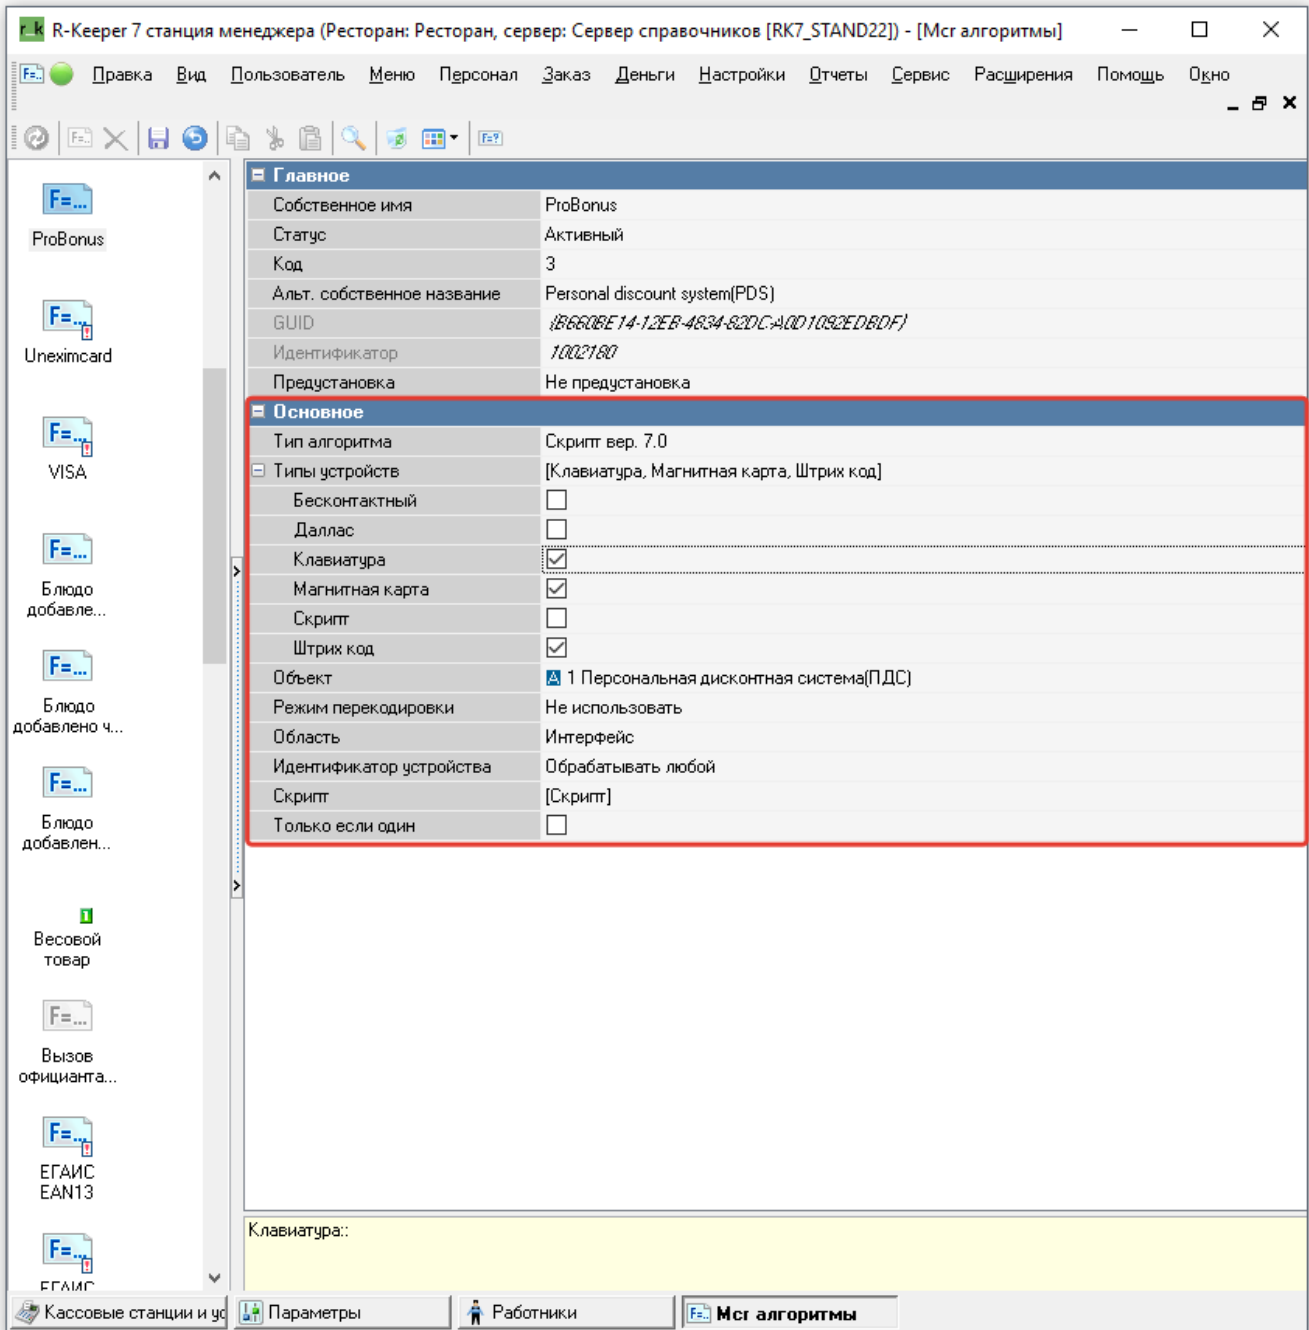 R-Keeper 7 станция менеджера (Ресторан: Ресторан, сервер: Сервер справочников [RK7_STAND22]) - [Мсг алгоритмы]
Правка Вид Пользователь Меню Персонал Заказ Деньги Настройки Отчеты Сервис Расширения Помощь Окно
ProBonus
Uneximcard
VISA
Блюдо
добавле...
Блюдо
добавлено ч...
Блюдо
добавлен...
Весовой
товар
Вызов
официанта...
ЕГАИС
EAN13
ЕГАИС
Главное
Собственное имя ProBonus
Статус Активный
Код 3
Альт. собственное название Personal discount system(PDS)
GUID {B660BE14-12EB-4834-82DC-A0D1092EDBDF}
Идентификатор 1002180
Предустановка Не предустановка
Основное
Тип алгоритма Скрипт вер. 7.0
Типы устройств [Клавиатура, Магнитная карта, Штрих код]
Бесконтактный
Даллас
Клавиатура
Магнитная карта
Скрипт
Штрих код
Объект 1 Персональная дисконтная система(ПДС)
Режим перекодировки Не использовать
Область Интерфейс
Идентификатор устройства Обрабатывать любой
Скрипт [Скрипт]
Только если один
Клавиатура::
Кассовые станции и ус Параметры Работники Мсг алгоритмы